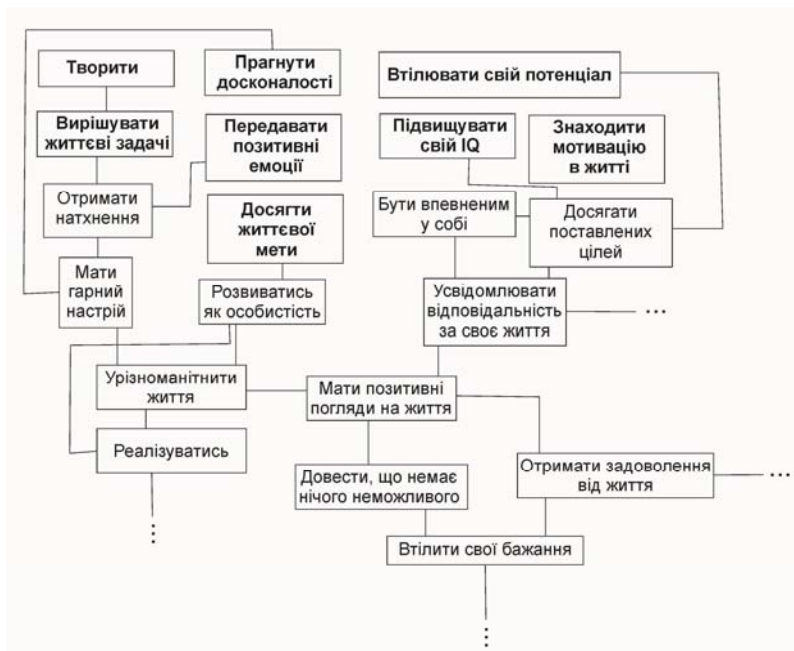 Творити
Прагнути
досконалості
Втілювати свій потенціал
Вирішувати
життєві задачі
Передавати
позитивні
емоції
Підвищувати
свій IQ
Знаходити
мотивацію
в житті
Отримати
натхнення
Досягти
життєвої
мети
Бути впевненим
у собі
Досягати
поставлених
цілей
Мати
гарний
настрій
Розвиватись
як особистість
Усвідомлювати
відповідальність
за своє життя
...
Урізноманітнити
життя
Мати позитивні
погляди на життя
Реалізуватись
Довести, що немає
нічого неможливого
Отримати задоволення
від життя
...
Втілити свої бажання
...
...